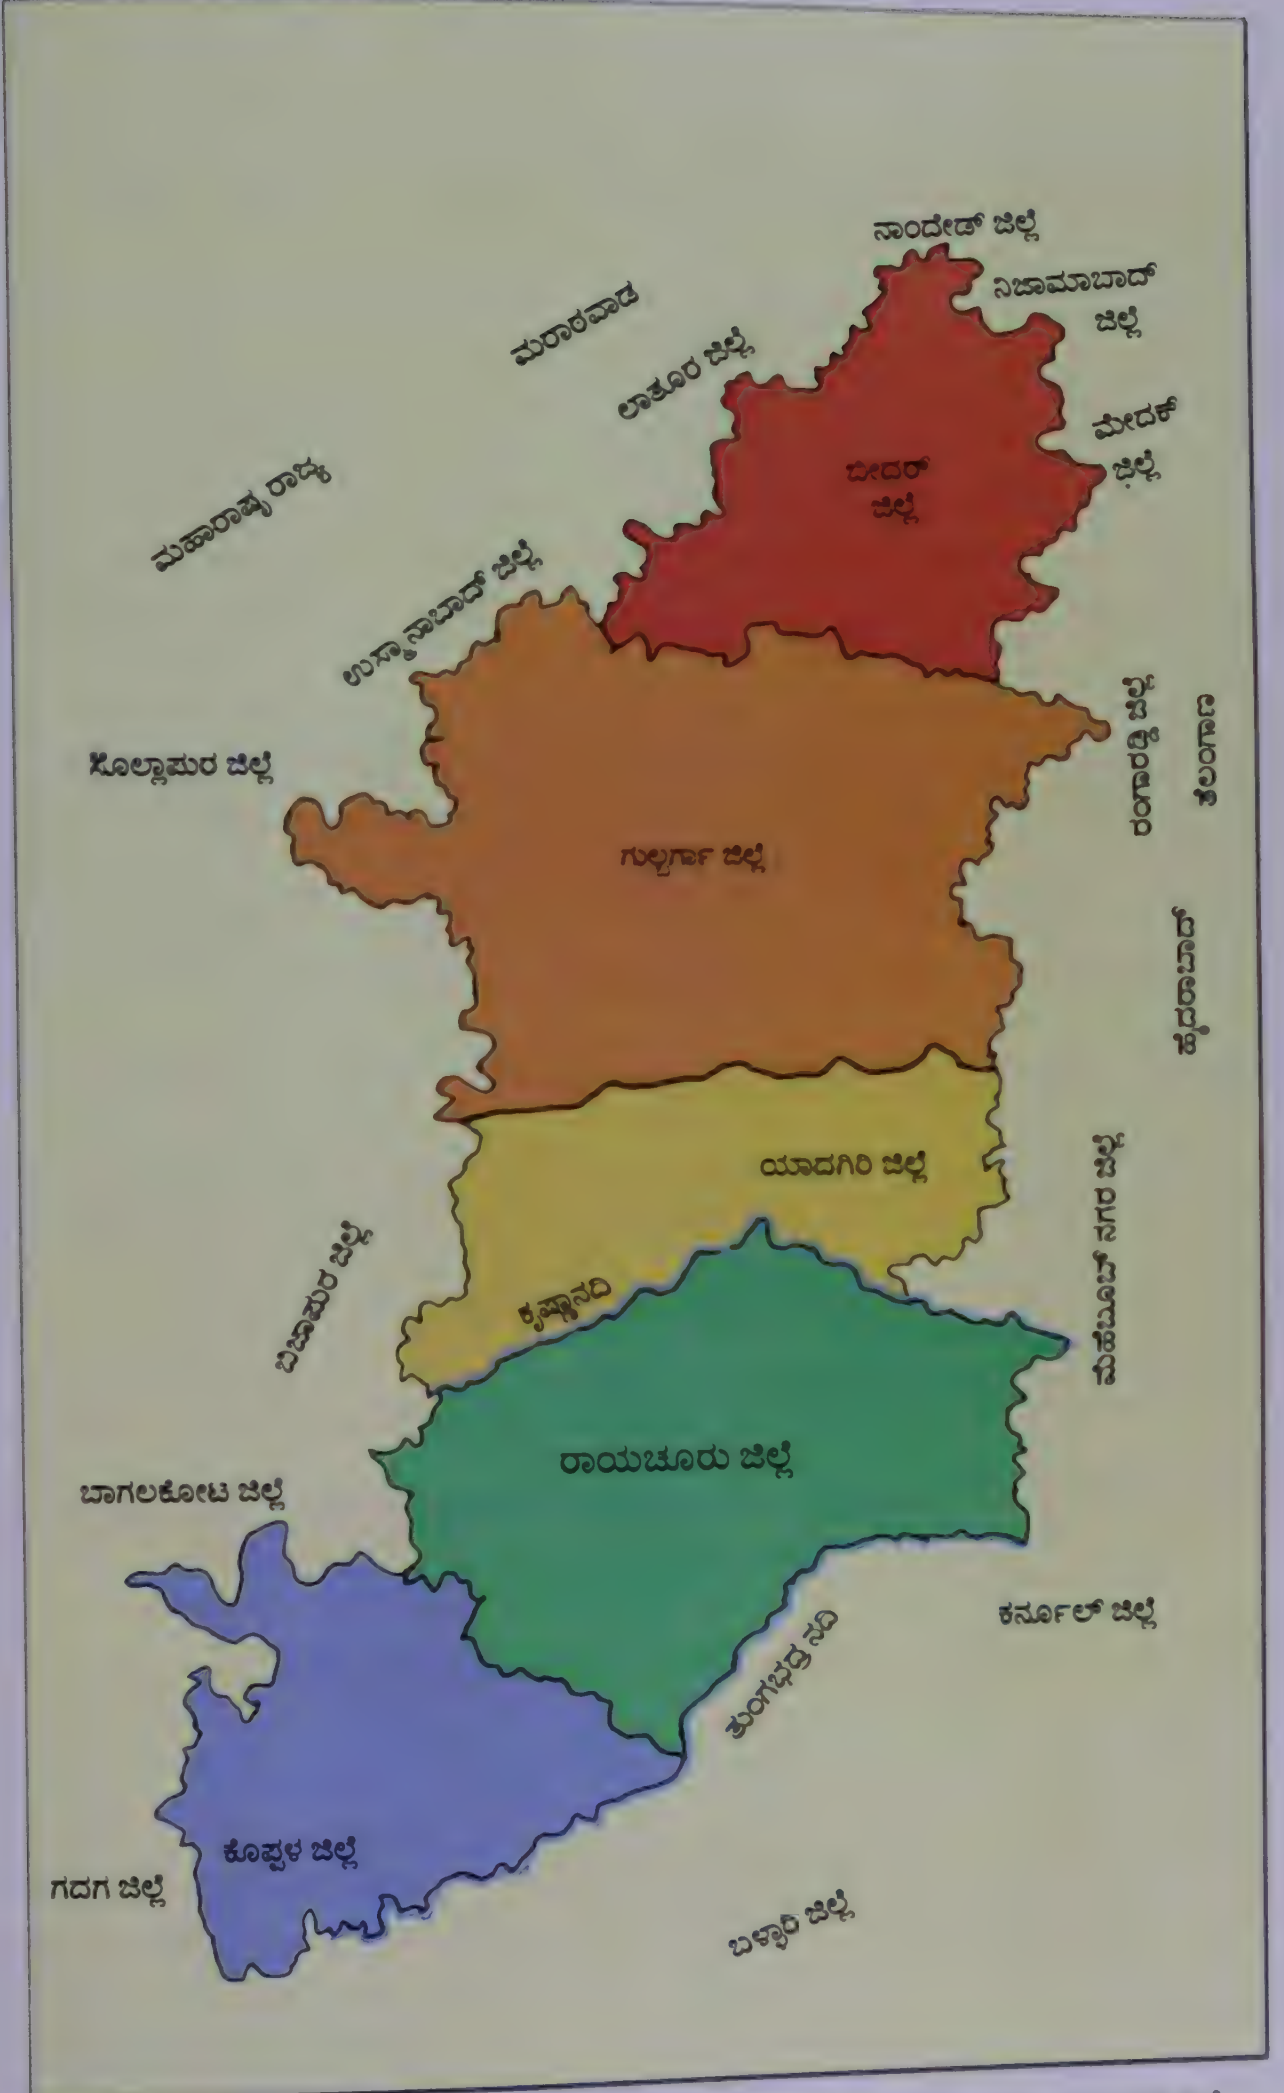 ನಾಂದೇಡ್ ಜಿಲ್ಲೆ
ನಿಜಾಮಾಬಾದ್
ಜಿಲ್ಲೆ
ಮರಾಠವಾಡ
ಲಾತೂರ ಜಿಲ್ಲೆ
ಮೇದಕ್
ಜಿಲ್ಲೆ
ಬೀದರ್
ಜಿಲ್ಲೆ
ಮಹಾರಾಷ್ಟ್ರ ರಾಜ್ಯ
ಉಸ್ಮಾನಾಬಾದ್ ಜಿಲ್ಲೆ
ರಂಗಾರೆಡ್ಡಿ ಜಿಲ್ಲೆ
ತೆಲಂಗಾಣ
ಸೊಲ್ಲಾಪುರ ಜಿಲ್ಲೆ
ಗುಲ್ಬರ್ಗಾ ಜಿಲ್ಲೆ
ಹೈದರಾಬಾದ್
ಯಾದಗಿರಿ ಜಿಲ್ಲೆ
ಮೆಹೆಬೂಬ್ ನಗರ ಜಿಲ್ಲೆ
ಬಿಜಾಪುರ ಜಿಲ್ಲೆ
ಕೃಷ್ಣಾನದಿ
ರಾಯಚೂರು ಜಿಲ್ಲೆ
ಬಾಗಲಕೋಟ ಜಿಲ್ಲೆ
ಕರ್ನೂಲ್ ಜಿಲ್ಲೆ
ತುಂಗಭದ್ರ ನದಿ
ಕೊಪ್ಪಳ ಜಿಲ್ಲೆ
ಗದಗ ಜಿಲ್ಲೆ
ಬಳ್ಳಾರಿ ಜಿಲ್ಲೆ